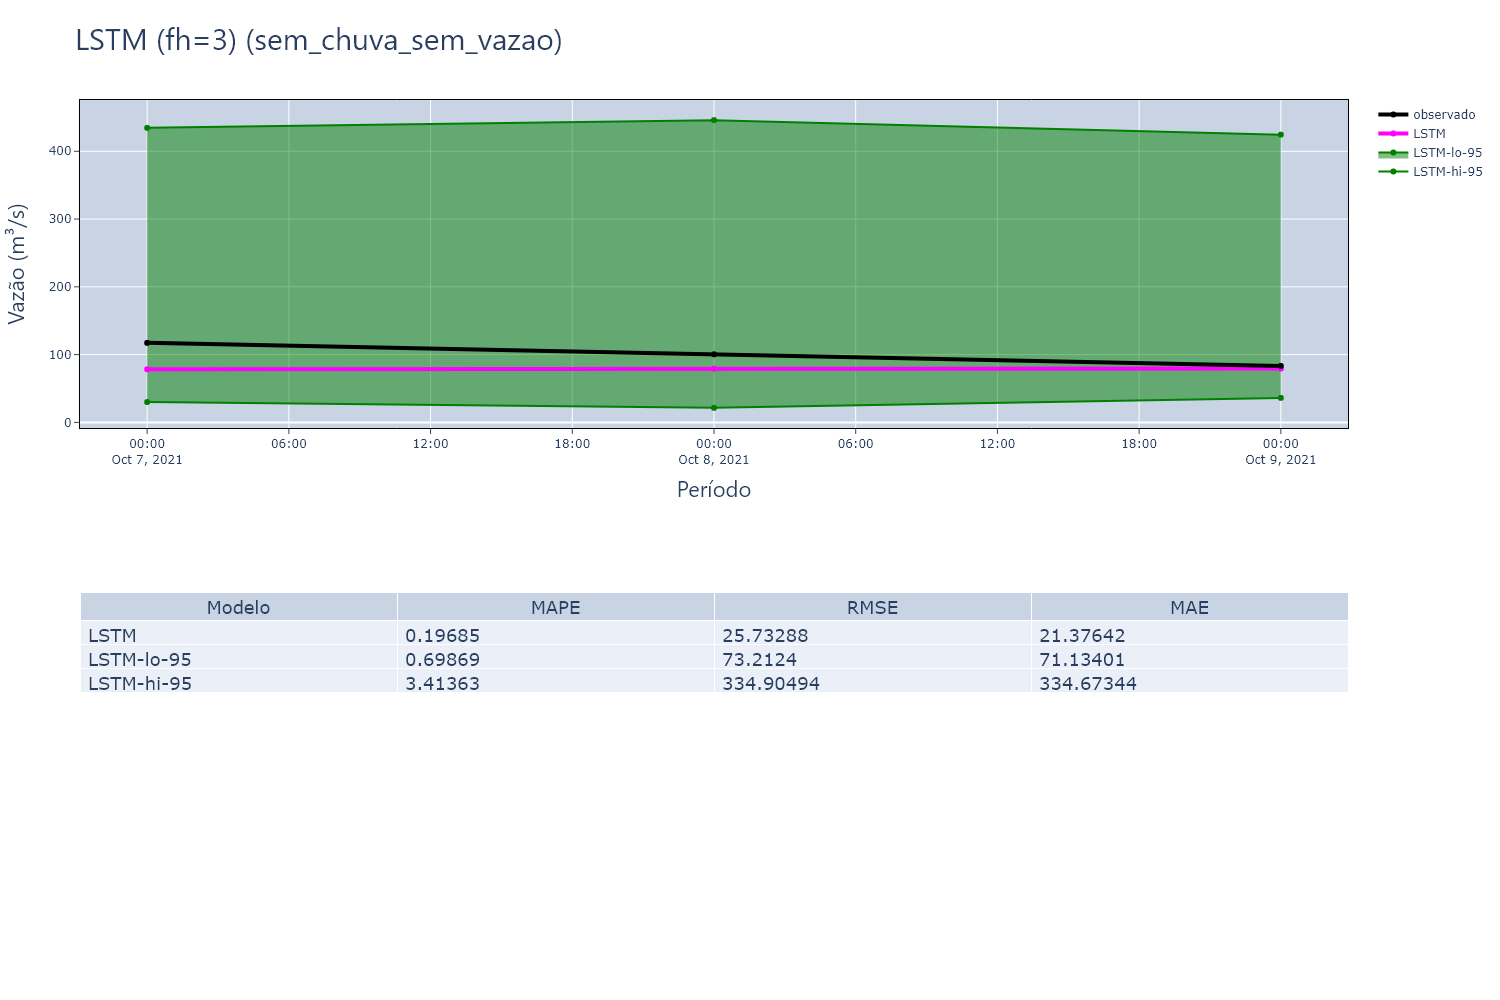 LSTM (fh=3) (sem_chuva_sem_vazao)
observado
LSTM
LSTM-lo-95
LSTM-hi-95
Vazão (m³/s)
400
300
200
100
0
00:00 06:00 12:00 18:00 00:00 06:00 12:00 18:00 00:00
Oct 7, 2021 Oct 8, 2021 Oct 9, 2021
Período
Modelo MAPE RMSE MAE
LSTM 0.19685 25.73288 21.37642
LSTM-lo-95 0.69869 73.2124 71.13401
LSTM-hi-95 3.41363 334.90494 334.67344